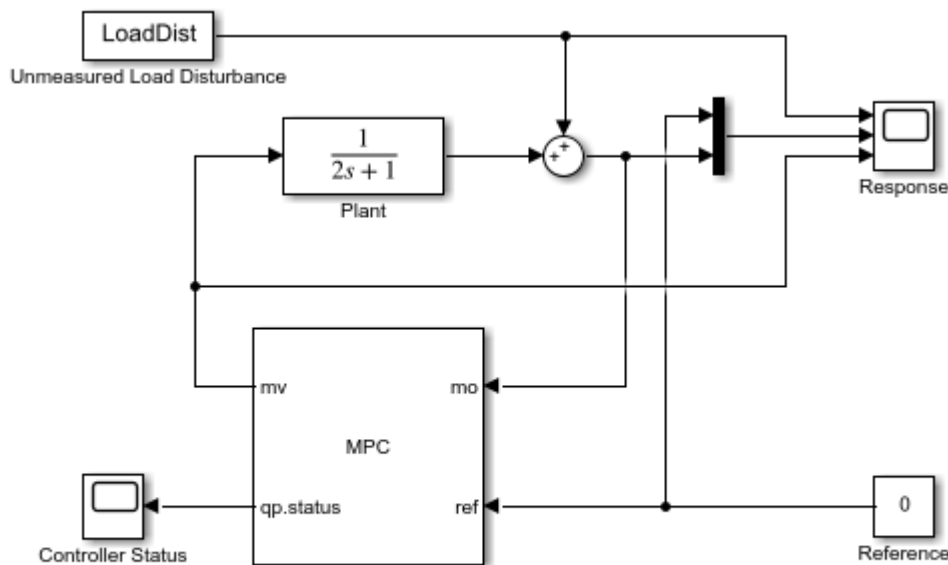 LoadDist
Unmeasured Load Disturbance
1
2s + 1
Plant
+
+
Response
mv
mo
MPC
qp.status
ref
Controller Status
0
Reference